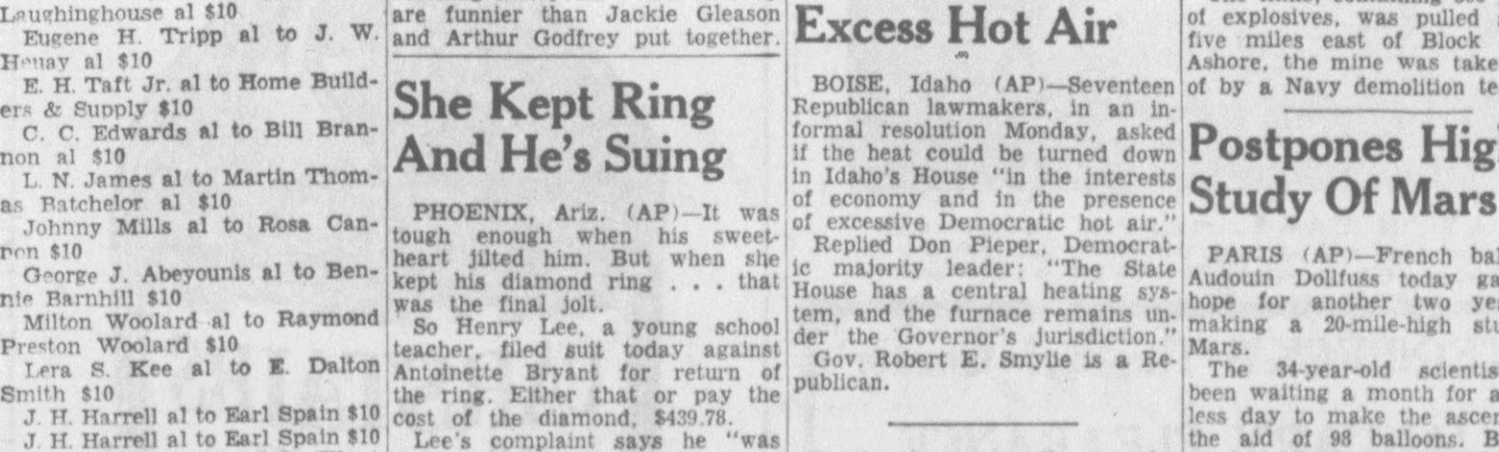 Laughinghouse al $10
Eugene H. Tripp al to J. W.
al $10
E. H. Taft Jr. al to Home Build-
ers & Supply $10
C. C. Edwards al to Bill Bran-
non al $10
L. N. James al to Martin Thom-
as Batchelor al $10
Johnny Mills al to Rosa Can-
non $10
George J. Abeyounis al to Ben-
nie Barnhill $10
Milton Woolard al to Raymond
Preston Woolard $10
Lera S. Kee al to E. Dalton
Smith $10
J. H. Harrell al to Earl Spain $10
J. H. Harrell al to Earl Spain $10
are funnier than Jackie Gleason
and Arthur Godfrey put together.
She Kept Ring
And He's Suing
PHOENIX, Ariz. (AP)—It was
tough enough when his sweet-
heart jilted him. But when she
kept his diamond ring . . . that
was the final jolt.
So Henry Lee, a young school
teacher, filed suit today against
Antoinette Bryant for return of
the ring. Either that or pay the
cost of the diamond, $439.78.
Lee's complaint says he "was
Excess Hot Air
BOISE, Idaho (AP)—Seventeen
Republican lawmakers, in an in-
formal resolution Monday, asked
if the heat could be turned down
in Idaho's House "in the interests
of economy and in the presence
of excessive Democratic hot air."
Replied Don Pieper, Democrat-
ic majority leader: "The State
House has a central heating sys-
tem, and the furnace remains un-
der the Governor's jurisdiction."
Gov. Robert E. Smylie is a Re-
publican.
of explosives, was pulled
five miles east of Block
Ashore, the mine was take
of by a Navy demolition te
Postpones Hig
Study Of Mars
PARIS (AP)—French bal
Audouin Dollfuss today ga
hope for another two ye
making a 20-mile-high stu
Mars.
The 34-year-old scientis
been waiting a month for a
less day to make the ascen
the aid of 98 balloons. B